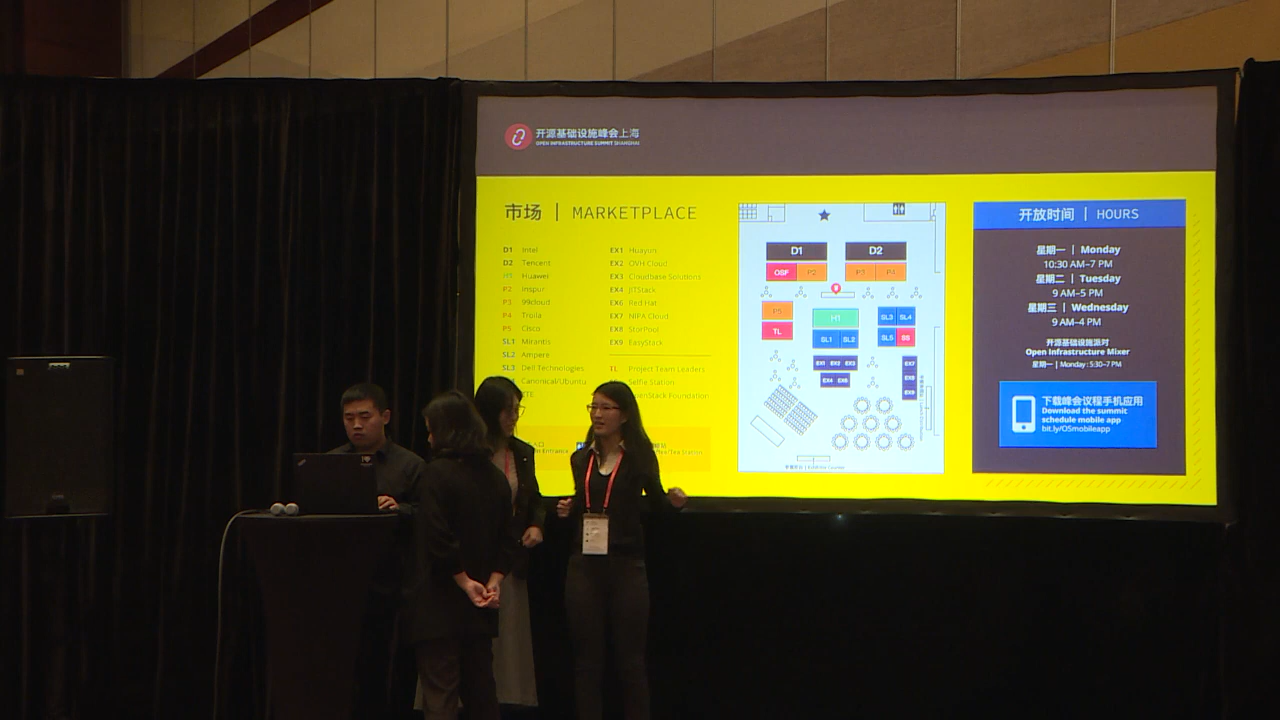 开源基础设施峰会上海
OPEN INFRASTRUCTURE SUMMIT SHANGHAI
市场 | MARKETPLACE
D1 Intel
D2 Tencent
H1 Huawei
P2 Inspur
P3 99cloud
P4 Troila
P5 Cisco
SL1 Mirantis
SL2 Ampere
SL3 Dell Technologies
Canonical/Ubuntu
ZTE
EX1 Huayun
EX2 OVH Cloud
EX3 Cloudbase Solutions
EX4 JITStack
EX6 Red Hat
EX7 NIPA Cloud
EX8 StorPool
EX9 EasyStack
TL Project Team Leaders
Selfie Station
OpenStack Foundation
入口
Entrance
Coffee/Tea Station
D1 D2
OSF P2 P3 P4
P5 H1 SL3 SL4
TL SL1 SL2 SL5 SS
EX1 EX2 EX3 EX7
EX4 EX6 EX8
EX9
开放时间 | HOURS
星期一 | Monday
10:30 AM–7 PM
星期二 | Tuesday
9 AM–5 PM
星期三 | Wednesday
9 AM–4 PM
开源基础设施派对
Open Infrastructure Mixer
星期一 | Monday: 5:30–7 PM
下载峰会议程手机应用
Download the summit
schedule mobile app
bit.ly/OSmobileapp